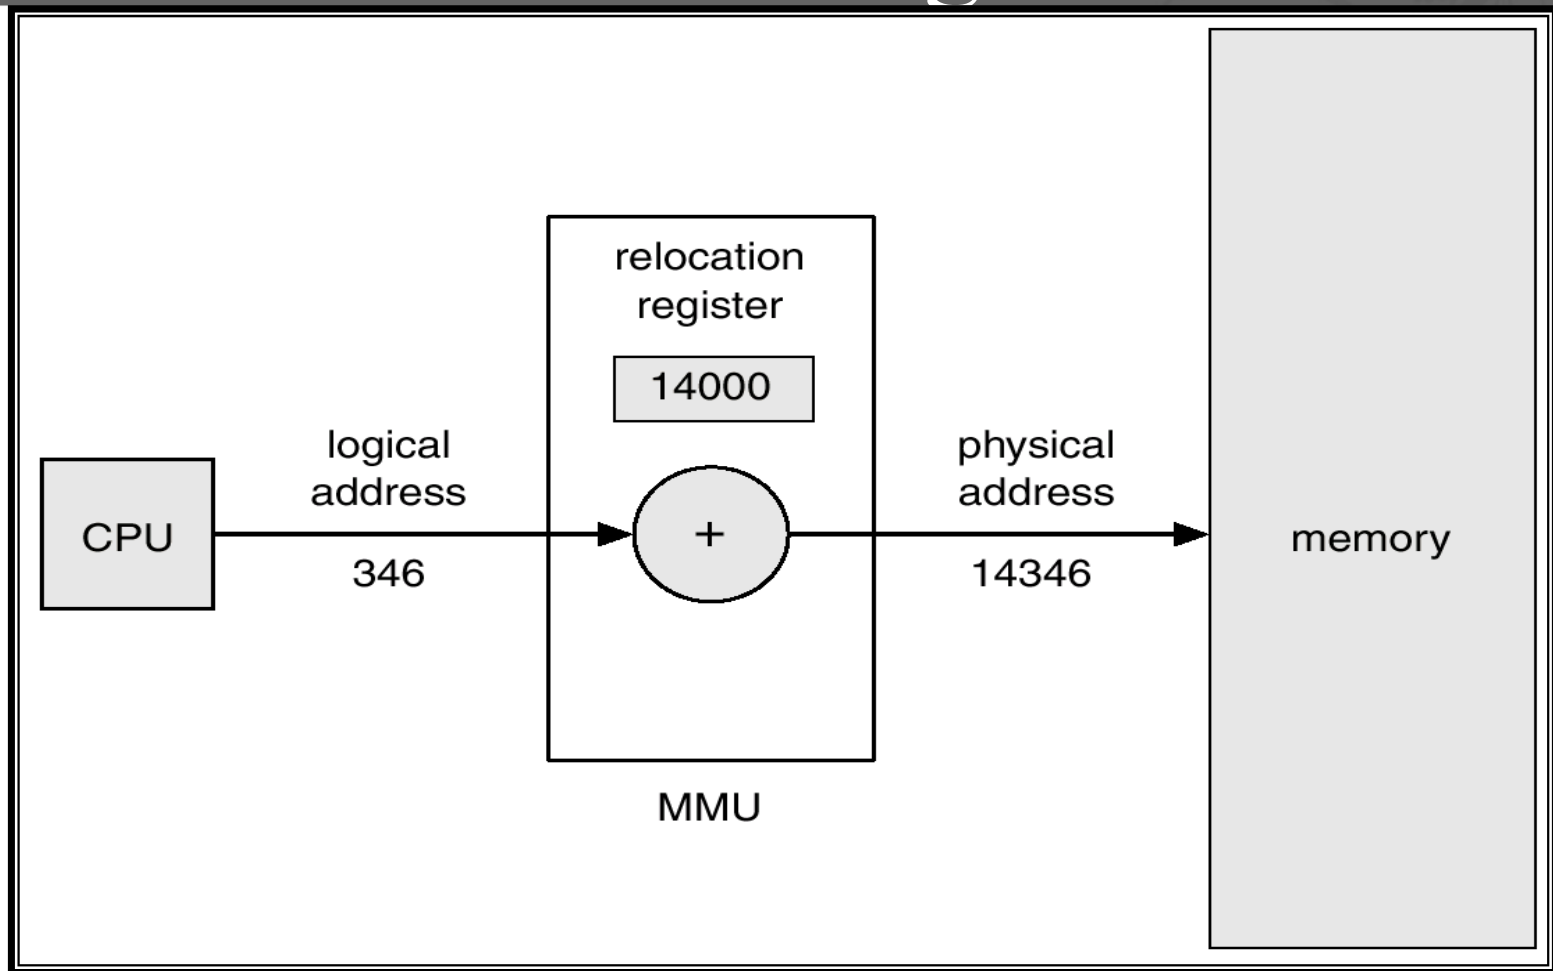 relocation
register
14000
logical
address
346
CPU
+
physical
address
14346
memory
MMU